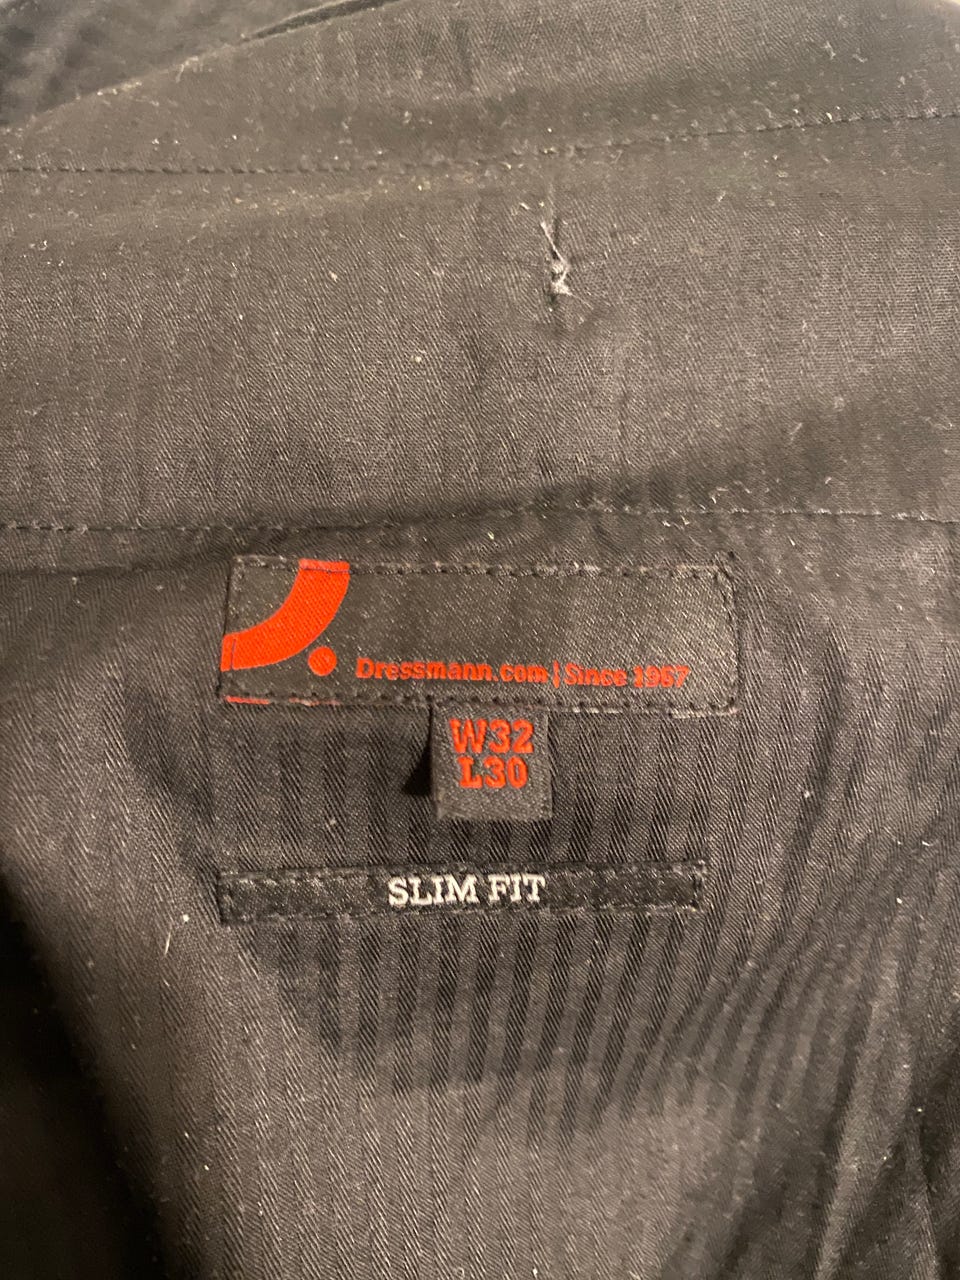 Dressmann.com | Since 1967
W32
L30
SLIM FIT